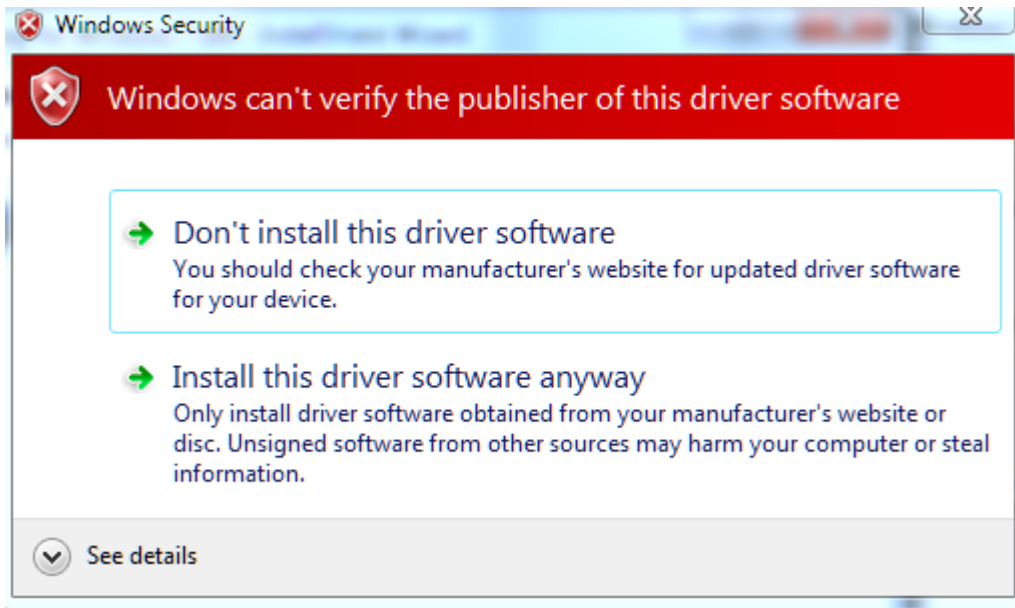 Windows Security
Windows can't verify the publisher of this driver software
Don't install this driver software
You should check your manufacturer's website for updated driver software
for your device.
Install this driver software anyway
Only install driver software obtained from your manufacturer's website or
disc. Unsigned software from other sources may harm your computer or steal
information.
See details